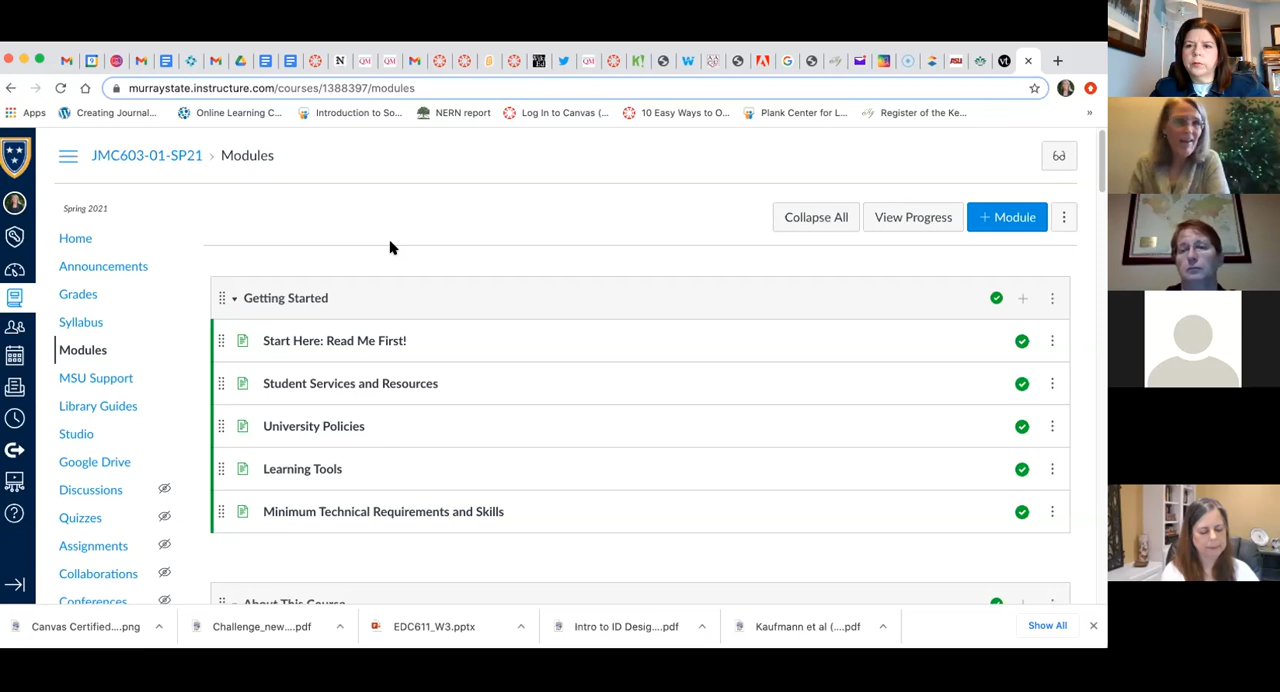 murraystate.instructure.com/courses/1388397/modules
Apps Creating Journal... Online Learning C... Introduction to So... NERN report Log In to Canvas (... 10 Easy Ways to O... Plank Center for L... Register of the Ke... »
JMC603-01-SP21 › Modules
Spring 2021
Collapse All View Progress + Module
Home
Announcements
Grades
Syllabus
Modules
MSU Support
Library Guides
Studio
Google Drive
Discussions
Quizzes
Assignments
Collaborations
Conferences
Getting Started
Start Here: Read Me First!
Student Services and Resources
University Policies
Learning Tools
Minimum Technical Requirements and Skills
About This Course
Canvas Certified....png Challenge_new....pdf EDC611_W3.pptx Intro to ID Desig....pdf Kaufmann et al (....pdf Show All